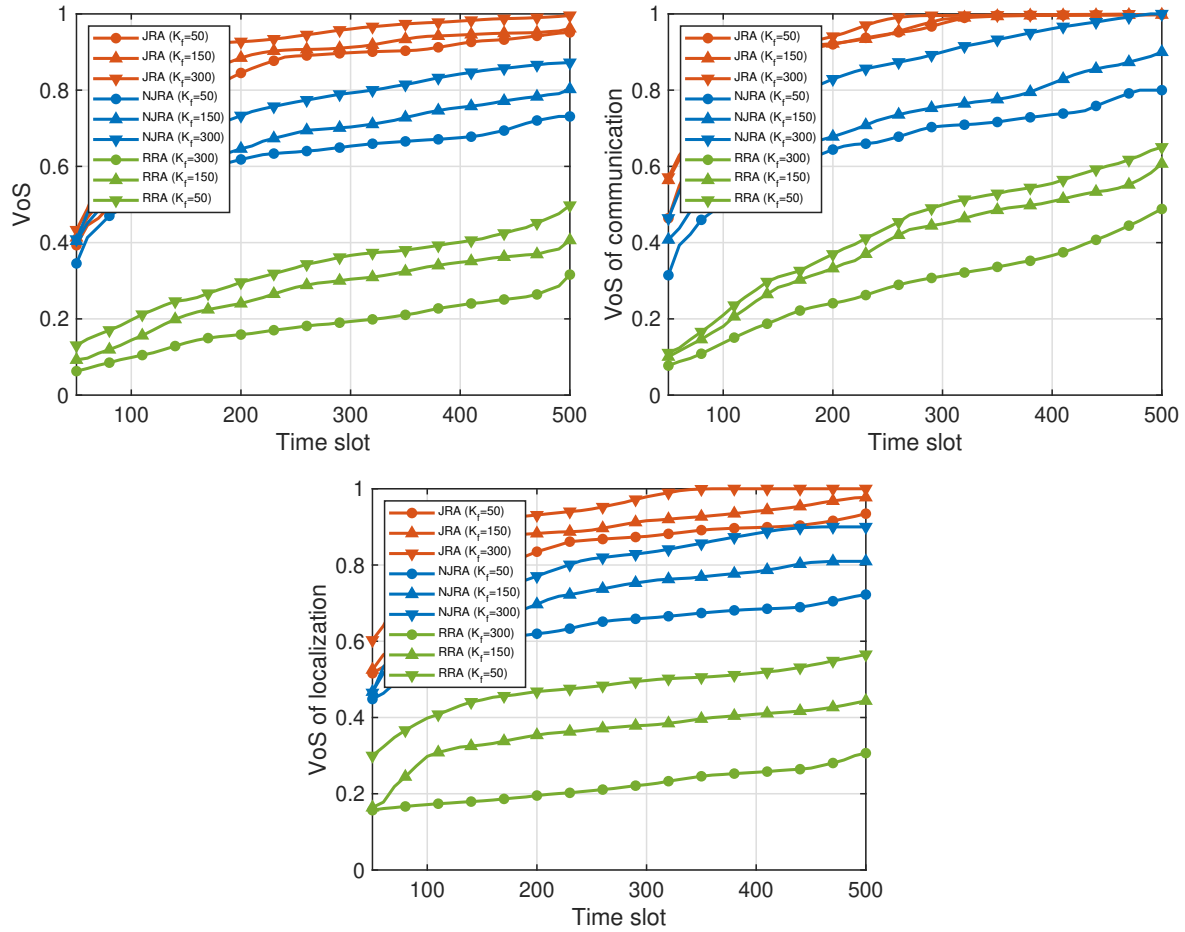 1
0.8
0.6
0.4
0.2
0
VoS
JRA (K_f=50)
JRA (K_f=150)
JRA (K_f=300)
NJRA (K_f=50)
NJRA (K_f=150)
NJRA (K_f=300)
RRA (K_f=300)
RRA (K_f=150)
RRA (K_f=50)
100 200 300 400 500
Time slot
1
0.8
0.6
0.4
0.2
0
VoS of communication
JRA (K_f=50)
JRA (K_f=150)
JRA (K_f=300)
NJRA (K_f=50)
NJRA (K_f=150)
NJRA (K_f=300)
RRA (K_f=300)
RRA (K_f=150)
RRA (K_f=50)
100 200 300 400 500
Time slot
1
0.8
0.6
0.4
0.2
0
VoS of localization
JRA (K_f=50)
JRA (K_f=150)
JRA (K_f=300)
NJRA (K_f=50)
NJRA (K_f=150)
NJRA (K_f=300)
RRA (K_f=300)
RRA (K_f=150)
RRA (K_f=50)
100 200 300 400 500
Time slot